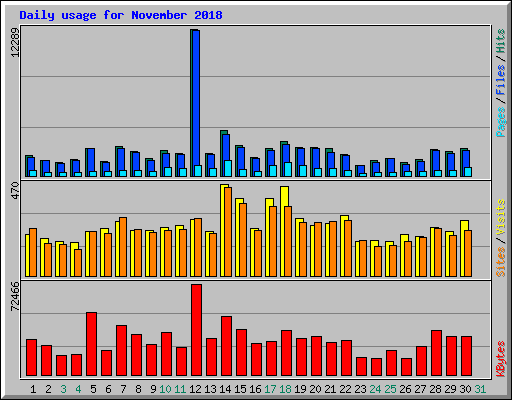 Daily usage for November 2018
12289
Pages / Files / Hits
470
Sites / Visits
72466
KBytes
1 2 3 4 5 6 7 8 9 10 11 12 13 14 15 16 17 18 19 20 21 22 23 24 25 26 27 28 29 30 31